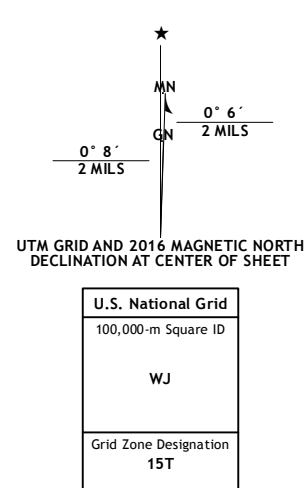 ★
MN
GN
0° 6´
2 MILS
0° 8´
2 MILS
UTM GRID AND 2016 MAGNETIC NORTH
DECLINATION AT CENTER OF SHEET
U.S. National Grid
100,000-m Square ID
WJ
Grid Zone Designation
15T